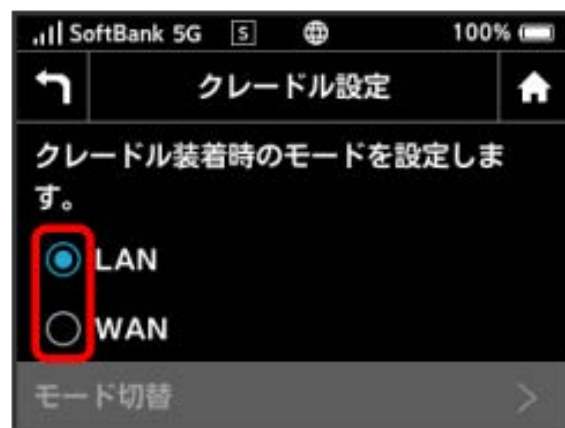 SoftBank 5G S 100%
クレードル設定
クレードル装着時のモードを設定しま
す。
LAN
WAN
モード切替